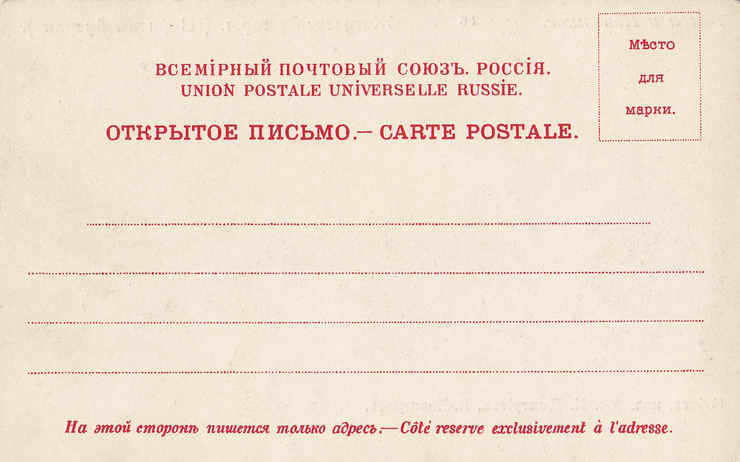 ВСЕМІРНЫЙ ПОЧТОВЫЙ СОЮЗЪ. РОССІЯ.
UNION POSTALE UNIVERSELLE RUSSIE.
ОТКРЫТОЕ ПИСЬМО.— CARTE POSTALE.
Мѣсто
для
марки.
На этой сторонѣ пишется только адресъ.—Côté reserve exclusivement à l'adresse.